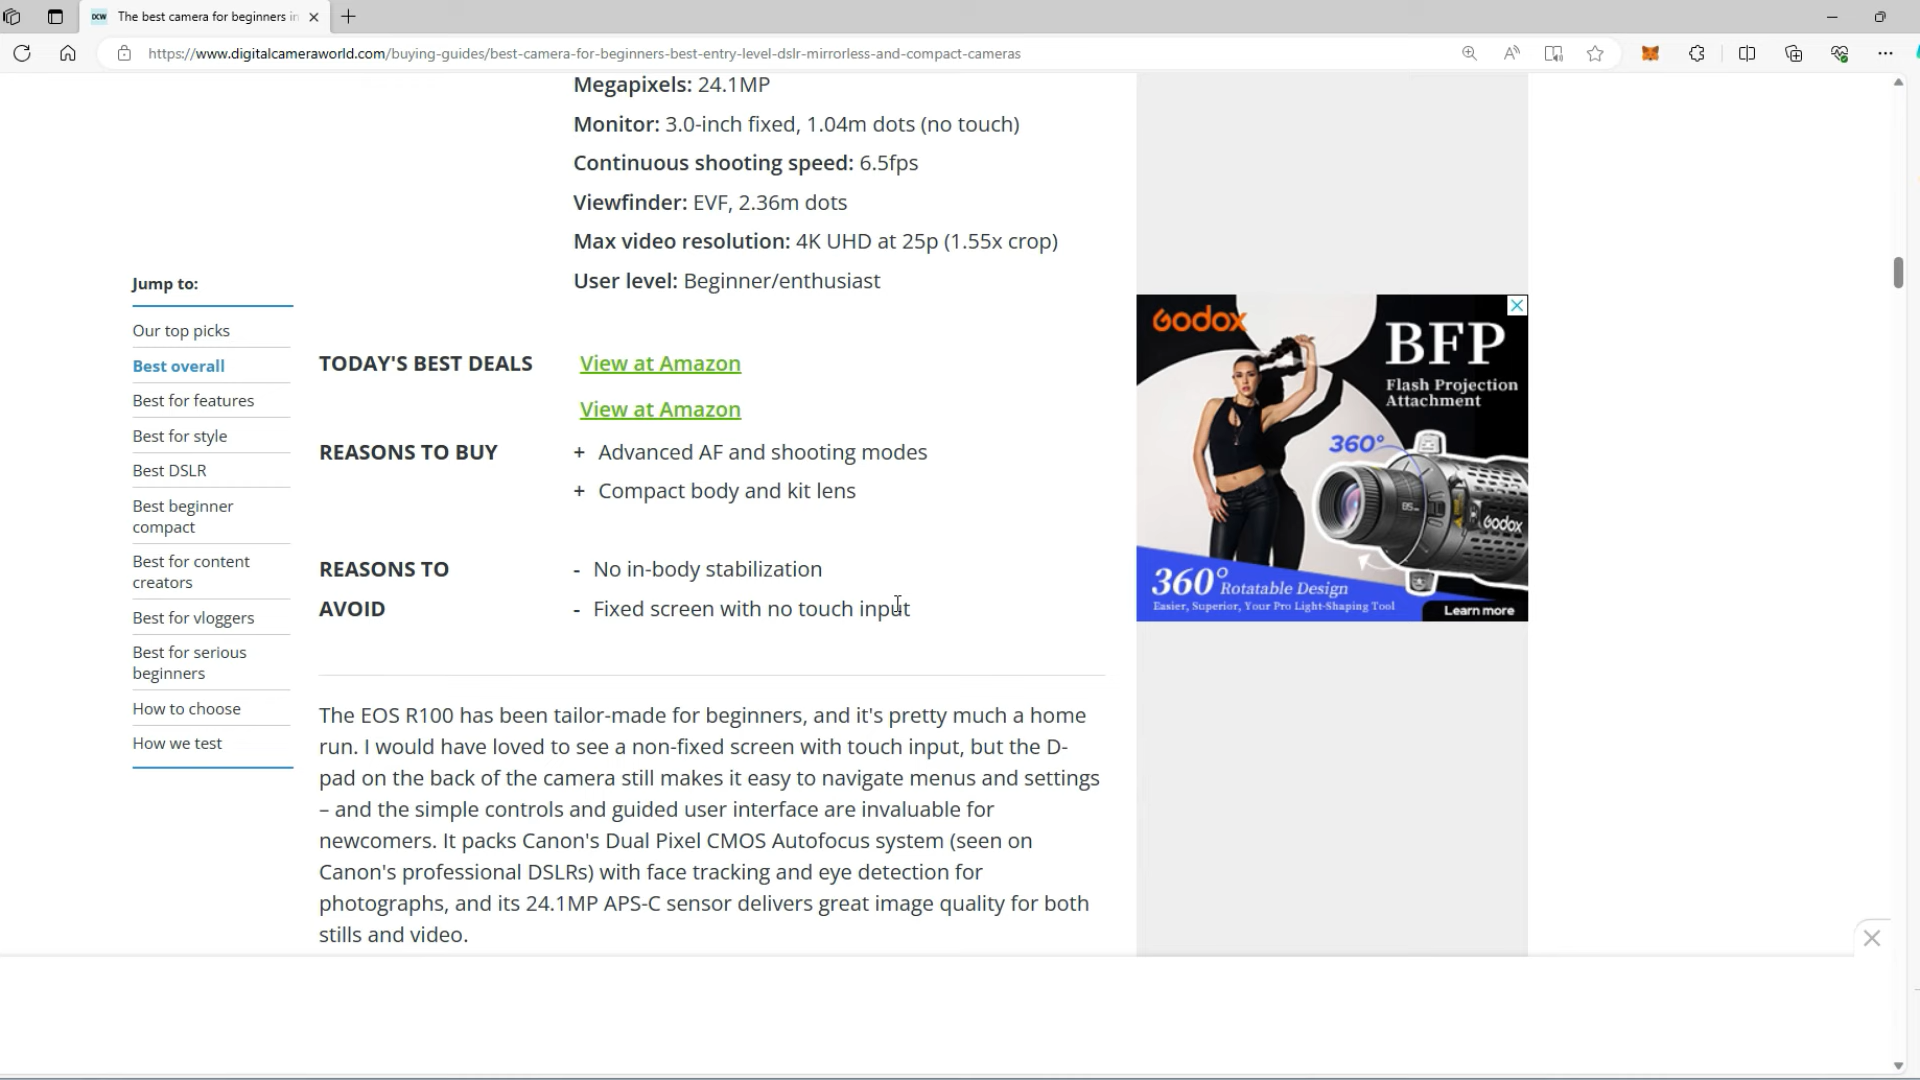 DCW The best camera for beginners in
https://www.digitalcameraworld.com/buying-guides/best-camera-for-beginners-best-entry-level-dslr-mirrorless-and-compact-cameras
Megapixels: 24.1MP
Monitor: 3.0-inch fixed, 1.04m dots (no touch)
Continuous shooting speed: 6.5fps
Viewfinder: EVF, 2.36m dots
Max video resolution: 4K UHD at 25p (1.55x crop)
User level: Beginner/enthusiast
Jump to:
Our top picks
Best overall
Best for features
Best for style
Best DSLR
Best beginner
compact
Best for content
creators
Best for vloggers
Best for serious
beginners
How to choose
How we test
TODAY'S BEST DEALS
View at Amazon
View at Amazon
REASONS TO BUY
+ Advanced AF and shooting modes
+ Compact body and kit lens
REASONS TO
AVOID
- No in-body stabilization
- Fixed screen with no touch input
The EOS R100 has been tailor-made for beginners, and it's pretty much a home
run. I would have loved to see a non-fixed screen with touch input, but the D-
pad on the back of the camera still makes it easy to navigate menus and settings
– and the simple controls and guided user interface are invaluable for
newcomers. It packs Canon's Dual Pixel CMOS Autofocus system (seen on
Canon's professional DSLRs) with face tracking and eye detection for
photographs, and its 24.1MP APS-C sensor delivers great image quality for both
stills and video.
Godox
BFP
Flash Projection
Attachment
360°
Godox
360° Rotatable Design
Easier, Superior, Your Pro Light-Shaping Tool
Learn more